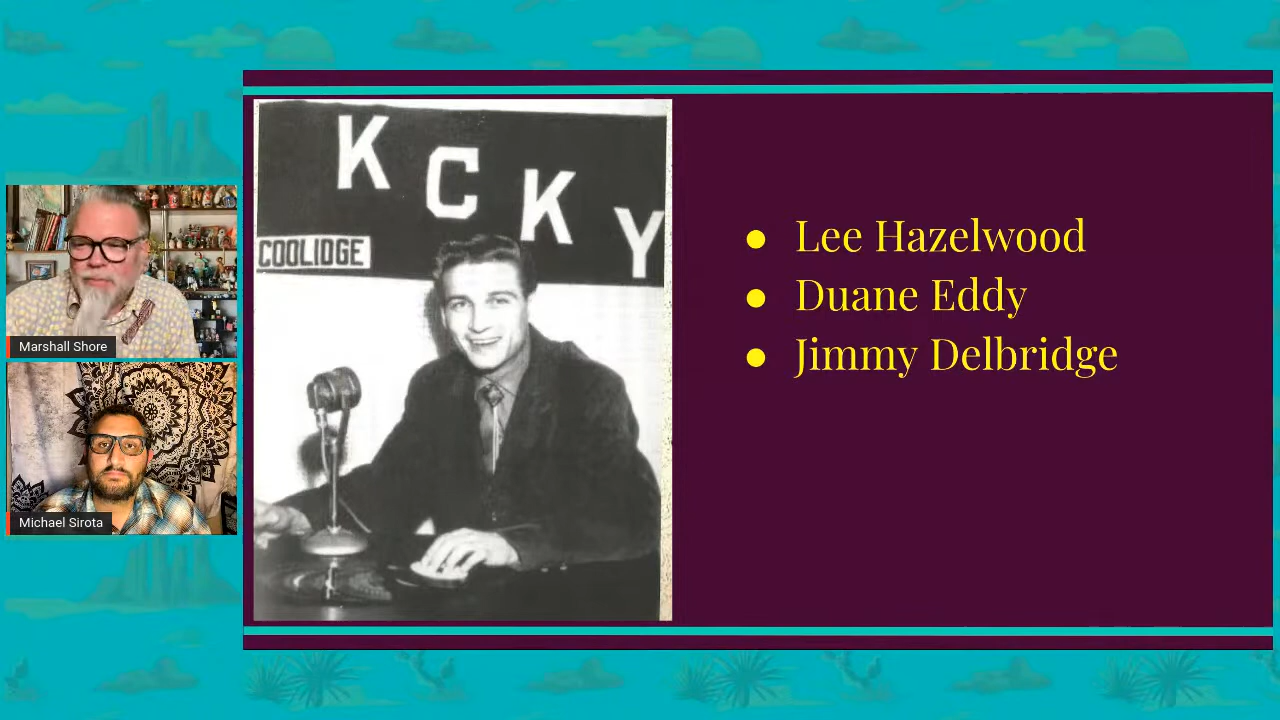 K C K Y
COOLIDGE
Lee Hazelwood
Duane Eddy
Jimmy Delbridge
Marshall Shore
Michael Sirota